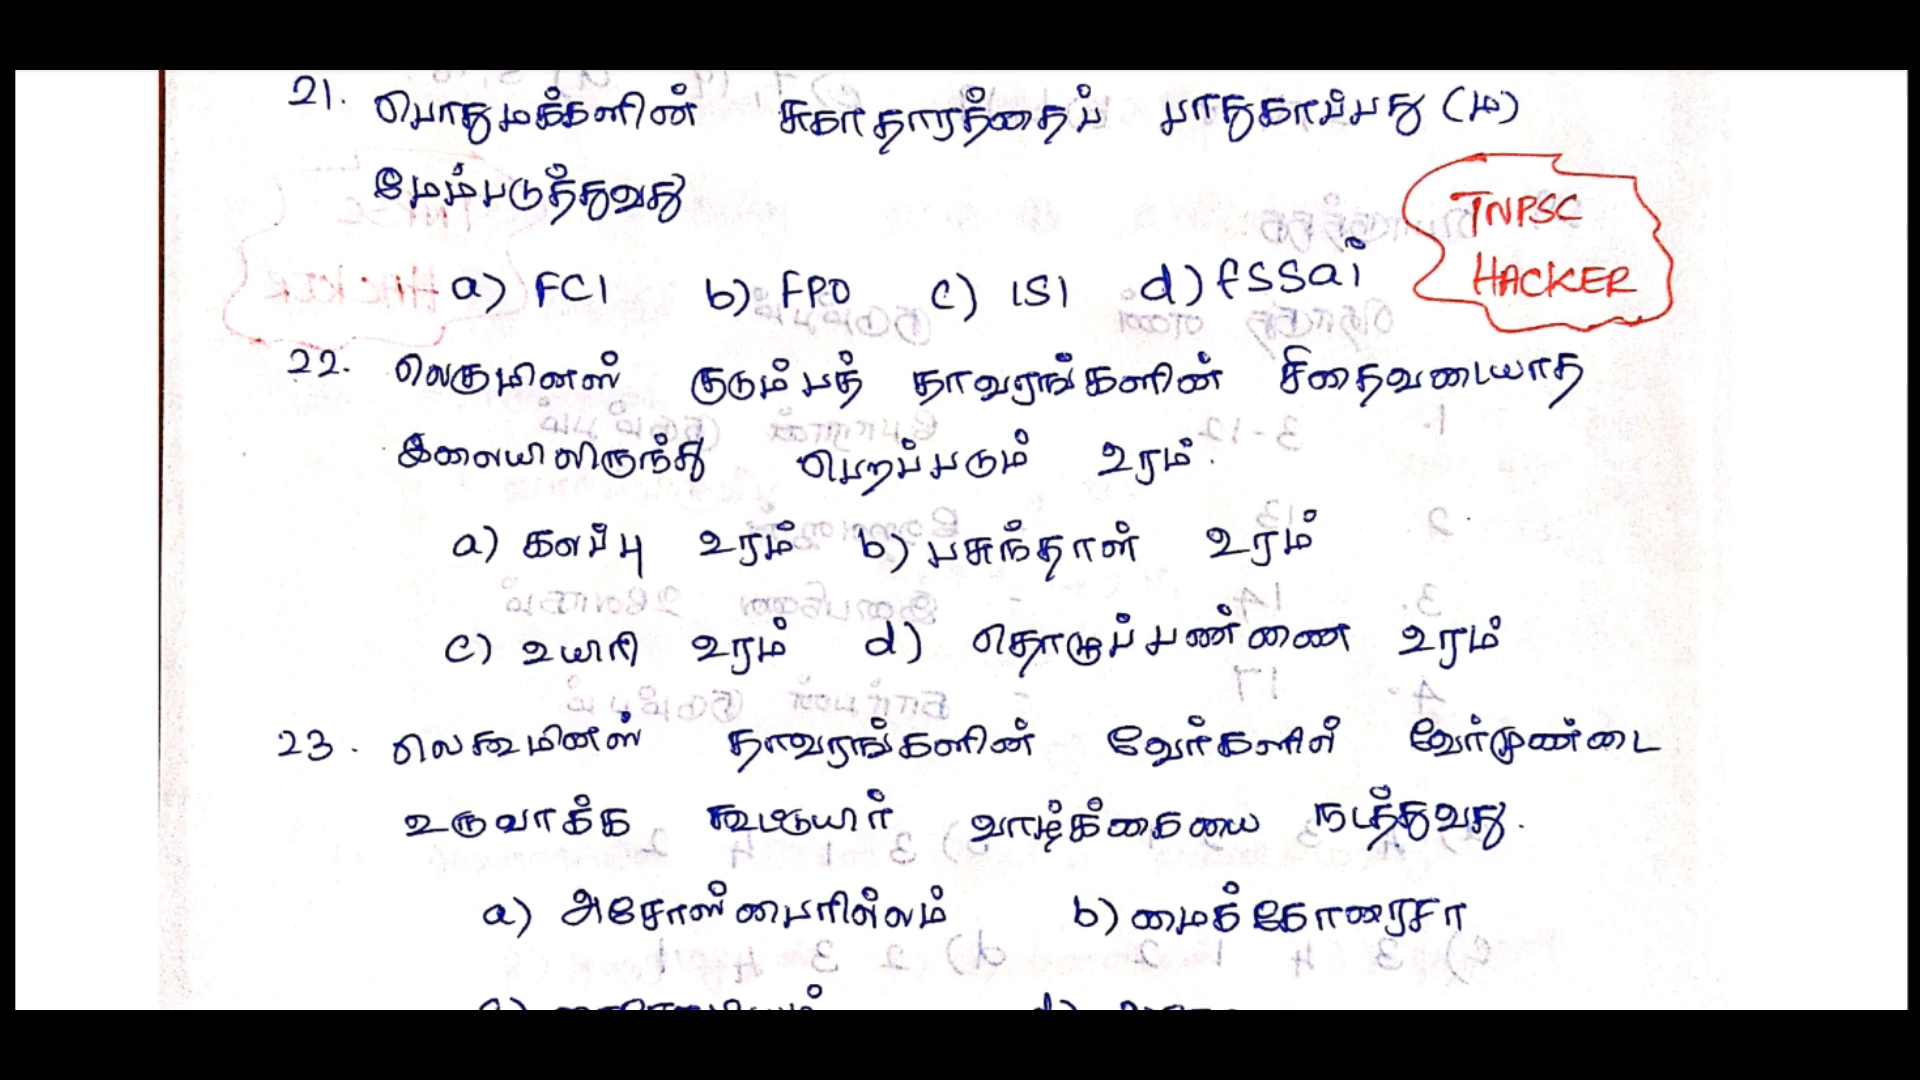 21. பொதுமக்களின் சுகாதாரத்தைப் பாதுகாப்பது (ம)
மேம்படுத்துவது
TNPSC
HACKER
a) FCI b) FPO c) ISI d) fSSai
22. லெகுமினஸ் குடும்பத் தாவரங்களின் சிதைவடையாத
இலையிலிருந்து பெறப்படும் உரம்.
a) கலப்பு உரம் b) பசுந்தாள் உரம்
c) உயிரி உரம் d) தொழுப்பண்ணை உரம்
23. லெகூமினஸ் தாவரங்களின் வேர்களில் வேர்முண்டை
உருவாக்க கூட்டுயிர் வாழ்க்கையை நடத்துவது.
a) அசோஸ்பைரில்லம் b) மைக்கோரைசா